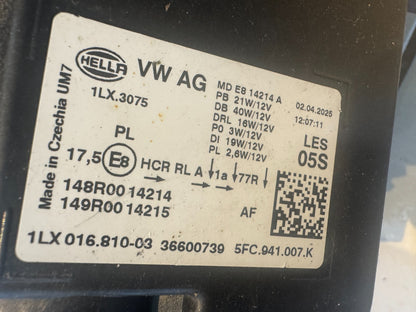 HELLA
VW AG
1LX.3075
MD E8 14214 A
PB 21W/12V
DB 40W/12V
DRL 16W/12V
PO 3W/12V
DI 19W/12V
PL 2,6W/12V
02.04.2025
12:07:11
LES
05S
Made in Czechia UM7
PL
17,5 E8 HCR RL A 1a 77R
148R00 14214
149R00 14215
AF
1LX 016.810-03 36600739 5FC.941.007.K